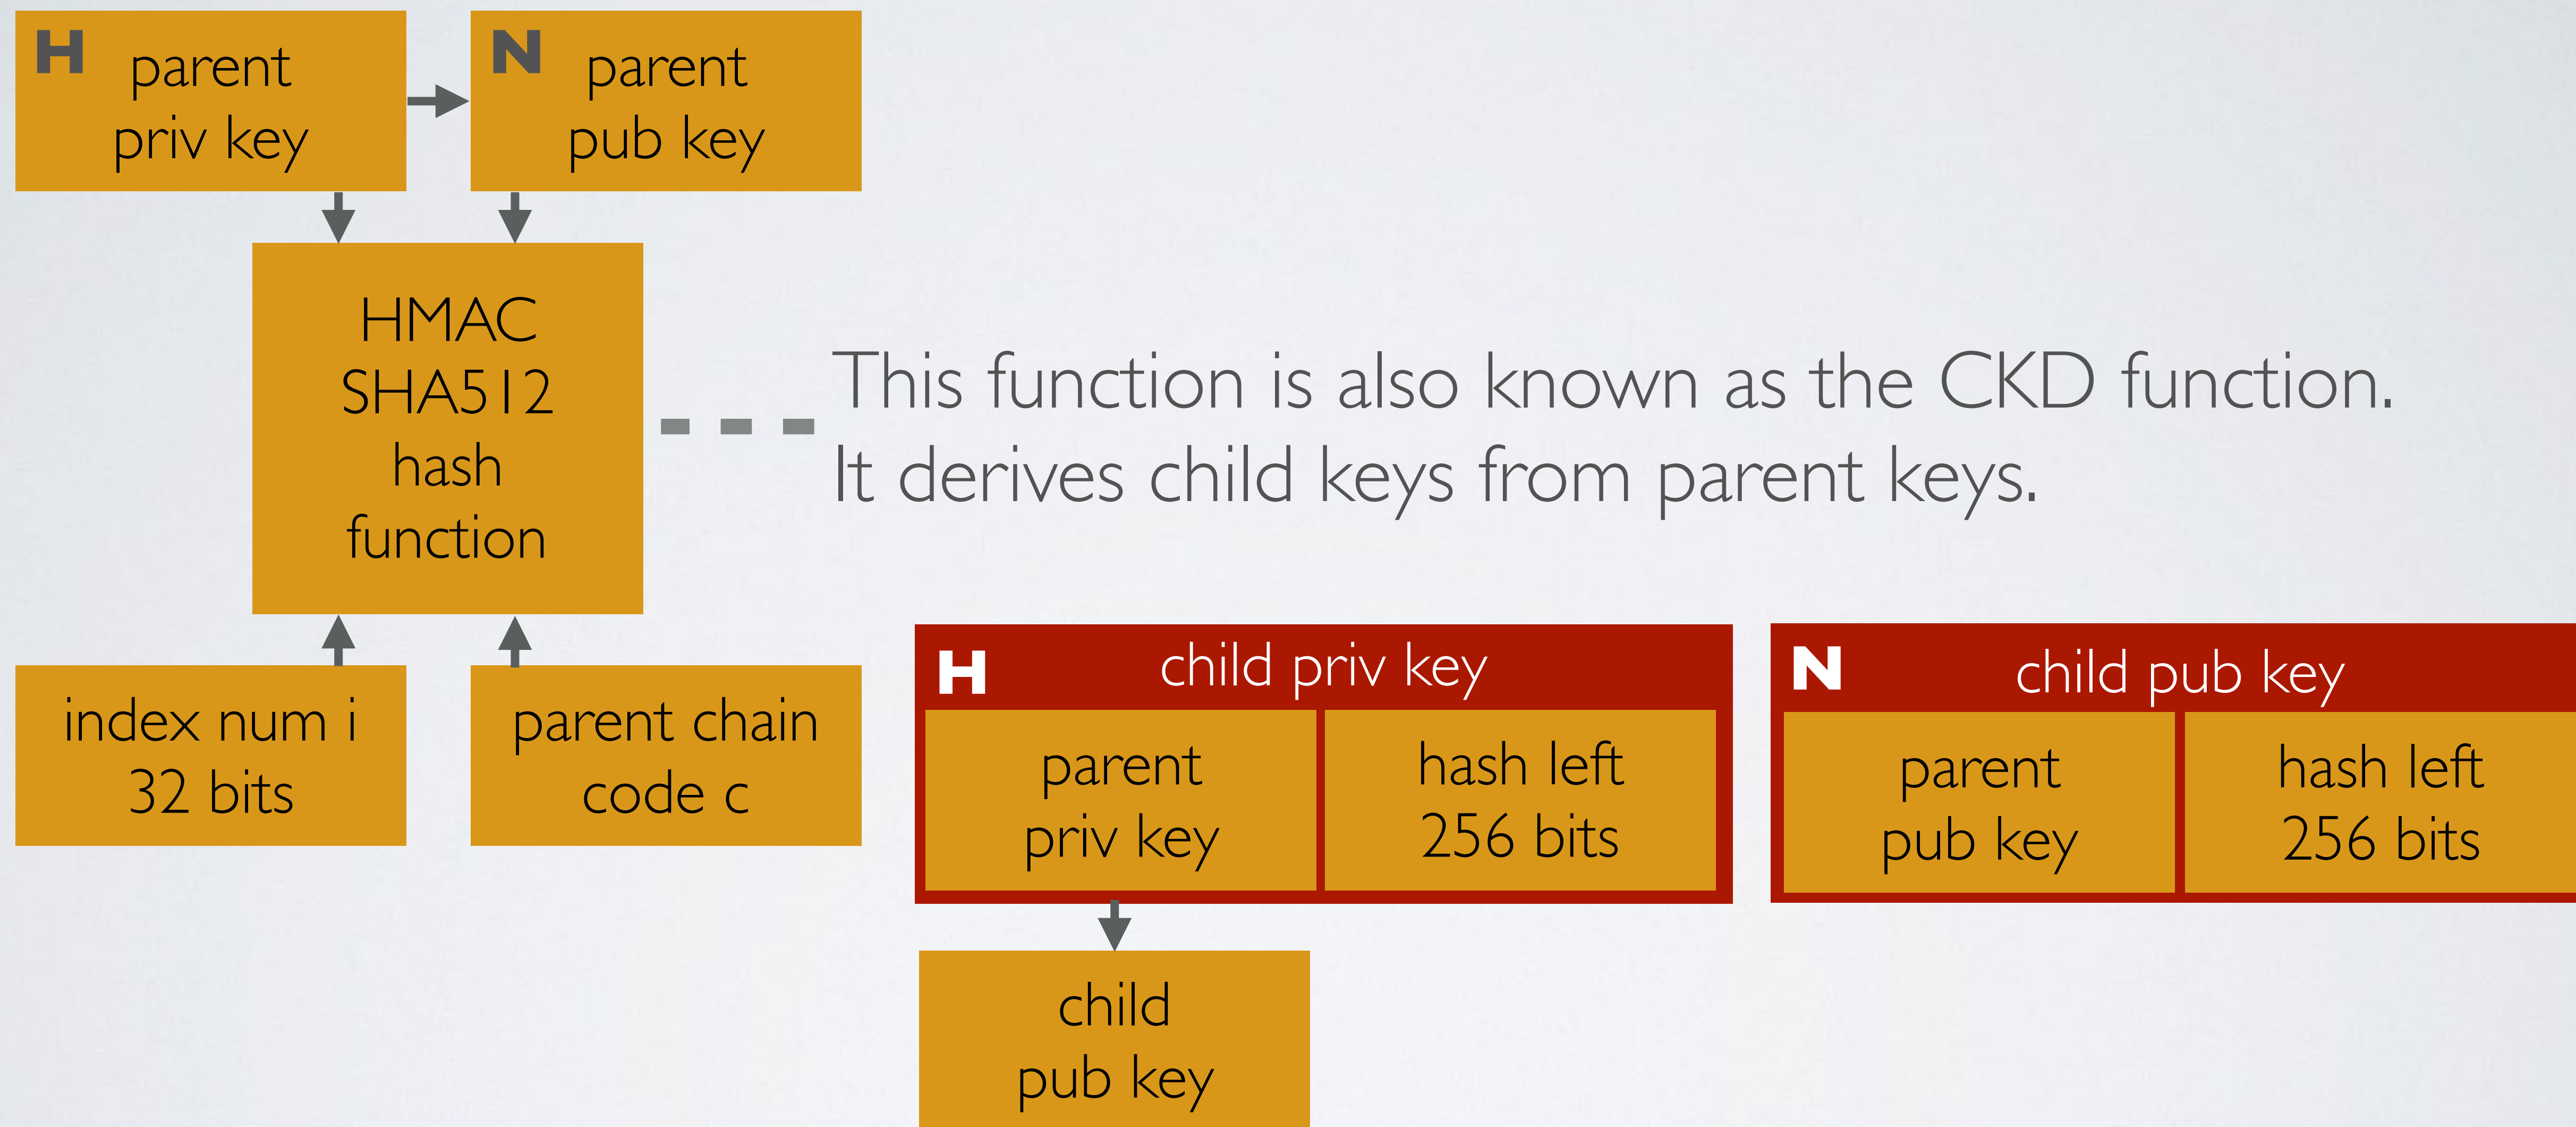 H
parent
priv key
N
parent
pub key
HMAC
SHA512
hash
function
This function is also known as the CKD function.
It derives child keys from parent keys.
index num i
32 bits
parent chain
code c
H
child priv key
parent
priv key
hash left
256 bits
N
child pub key
parent
pub key
hash left
256 bits
child
pub key